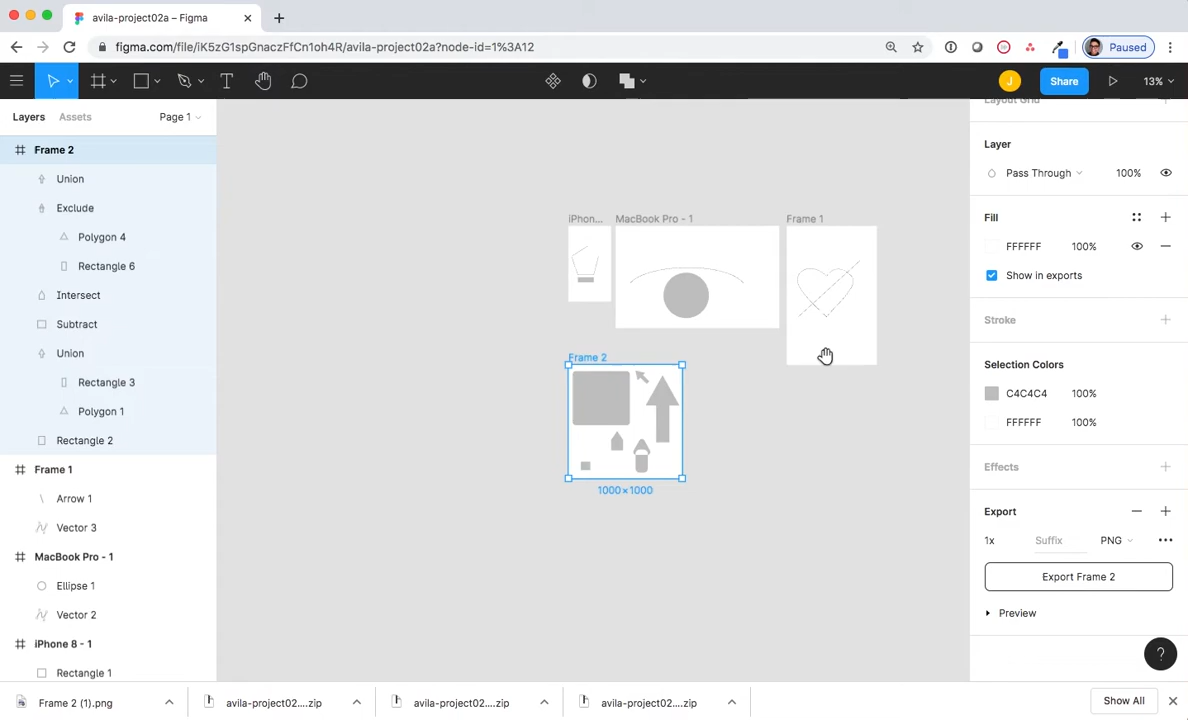 avila-project02a – Figma
figma.com/file/iK5zG1spGnaczFfCn1oh4R/avila-project02a?node-id=1%3A12
Paused
J
Share
13%
Layers
Assets
Page 1
Frame 2
Union
Exclude
Polygon 4
Rectangle 6
Intersect
Subtract
Union
Rectangle 3
Polygon 1
Rectangle 2
Frame 1
Arrow 1
Vector 3
MacBook Pro - 1
Ellipse 1
Vector 2
iPhone 8 - 1
Rectangle 1
iPhon...
MacBook Pro - 1
Frame 1
Frame 2
1000 × 1000
Layout Grid
Layer
Pass Through
100%
Fill
FFFFFF
100%
Show in exports
Stroke
Selection Colors
C4C4C4
100%
FFFFFF
100%
Effects
Export
1x
Suffix
PNG
Export Frame 2
Preview
?
Frame 2 (1).png
avila-project02....zip
avila-project02....zip
avila-project02....zip
Show All